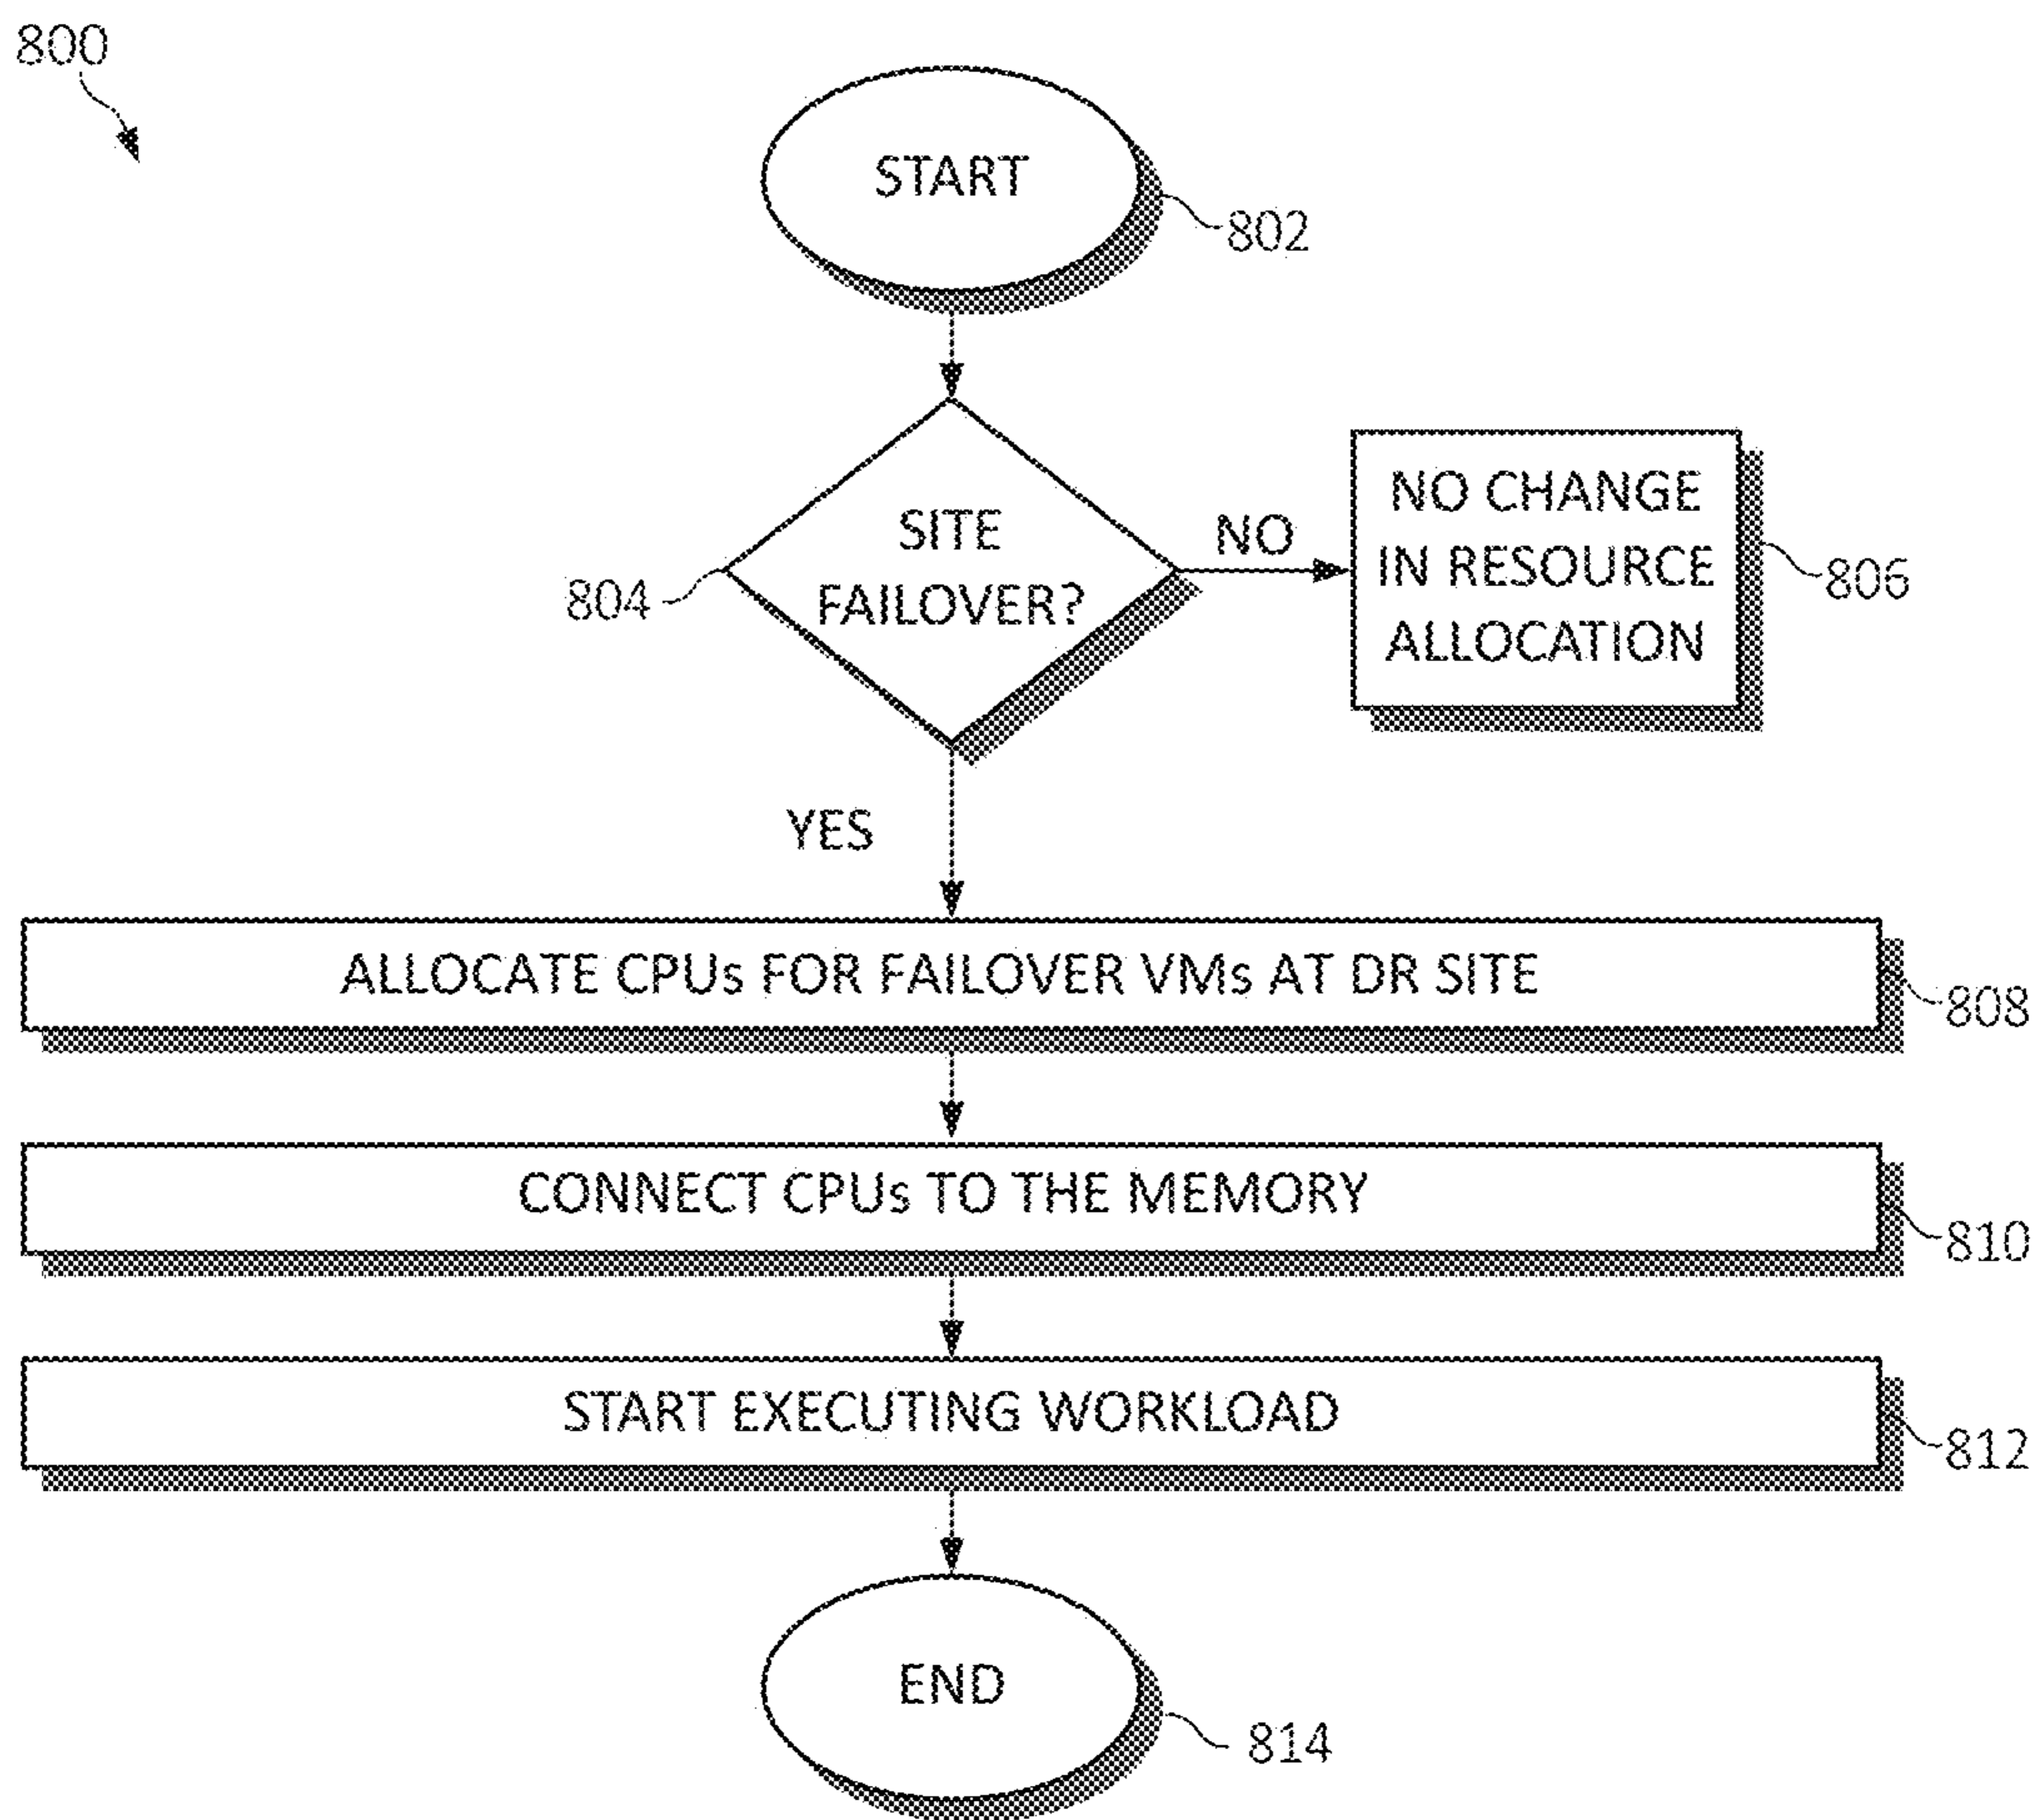 800
START
802
SITE
FAILOVER?
804
NO
NO CHANGE
IN RESOURCE
ALLOCATION
806
YES
ALLOCATE CPUs FOR FAILOVER VMs AT DR SITE
808
CONNECT CPUs TO THE MEMORY
810
START EXECUTING WORKLOAD
812
END
814